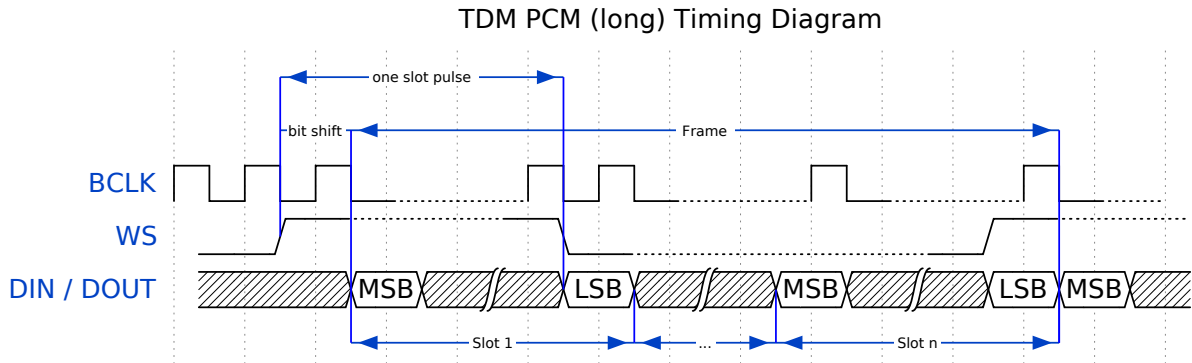 TDM PCM (long) Timing Diagram
one slot pulse
bit shift
Frame
BCLK
WS
DIN / DOUT
MSB
LSB
MSB
LSB
MSB
Slot 1
...
Slot n